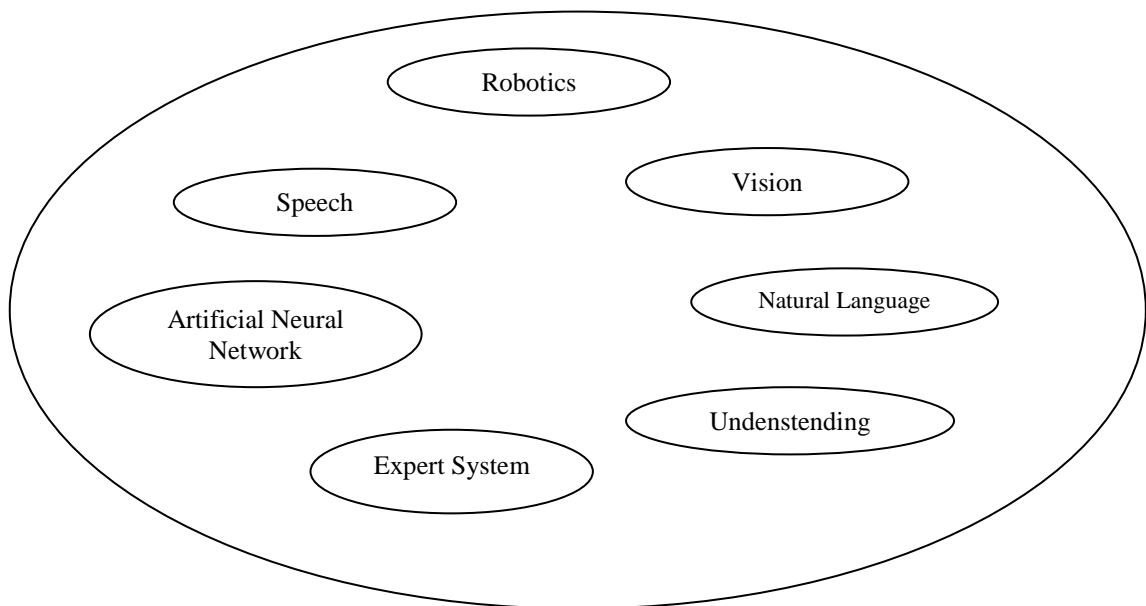 Robotics
Vision
Speech
Natural Language
Artificial Neural
Network
Undenstending
Expert System